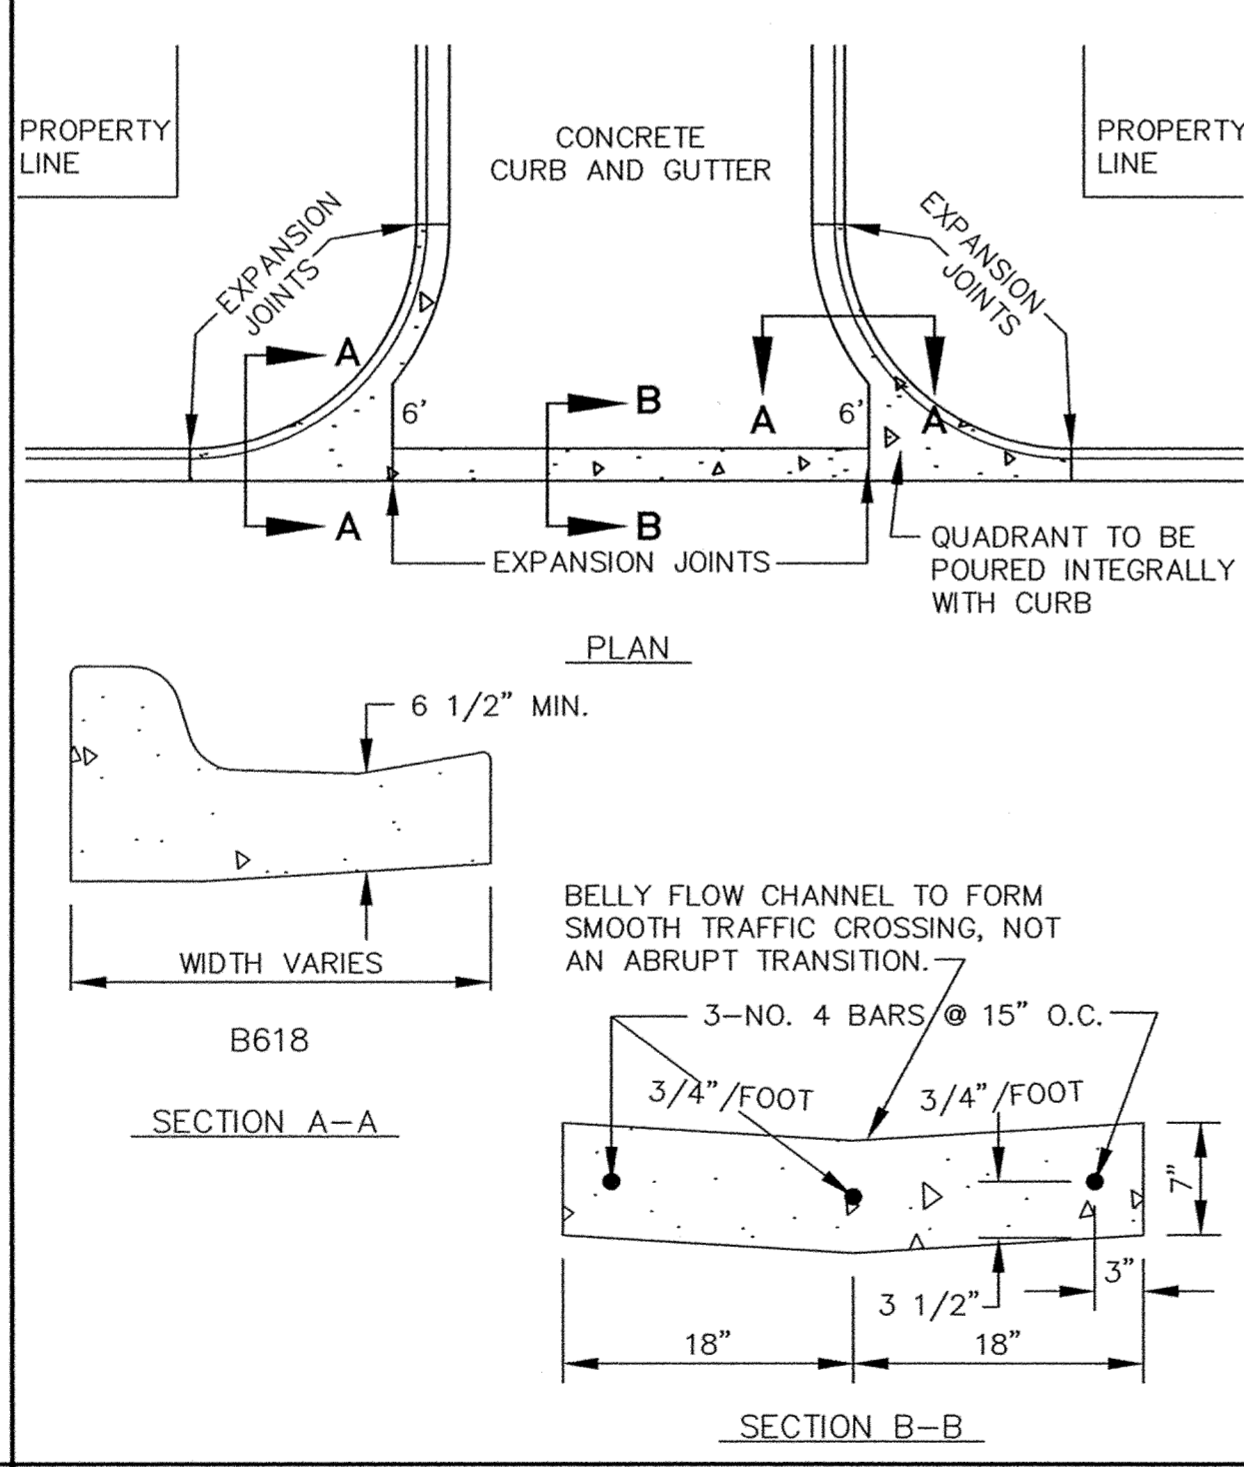 PROPERTY
LINE
CONCRETE
CURB AND GUTTER
PROPERTY
LINE
EXPANSION
JOINTS
EXPANSION
JOINTS
A
A
B
B
A
A
6'
6'
EXPANSION JOINTS
QUADRANT TO BE
POURED INTEGRALLY
WITH CURB
PLAN
6 1/2" MIN.
WIDTH VARIES
B618
SECTION A-A
BELLY FLOW CHANNEL TO FORM
SMOOTH TRAFFIC CROSSING, NOT
AN ABRUPT TRANSITION.
3-NO. 4 BARS @ 15" O.C.
3/4"/FOOT
3/4"/FOOT
7"
3"
3 1/2"
18"
18"
SECTION B-B